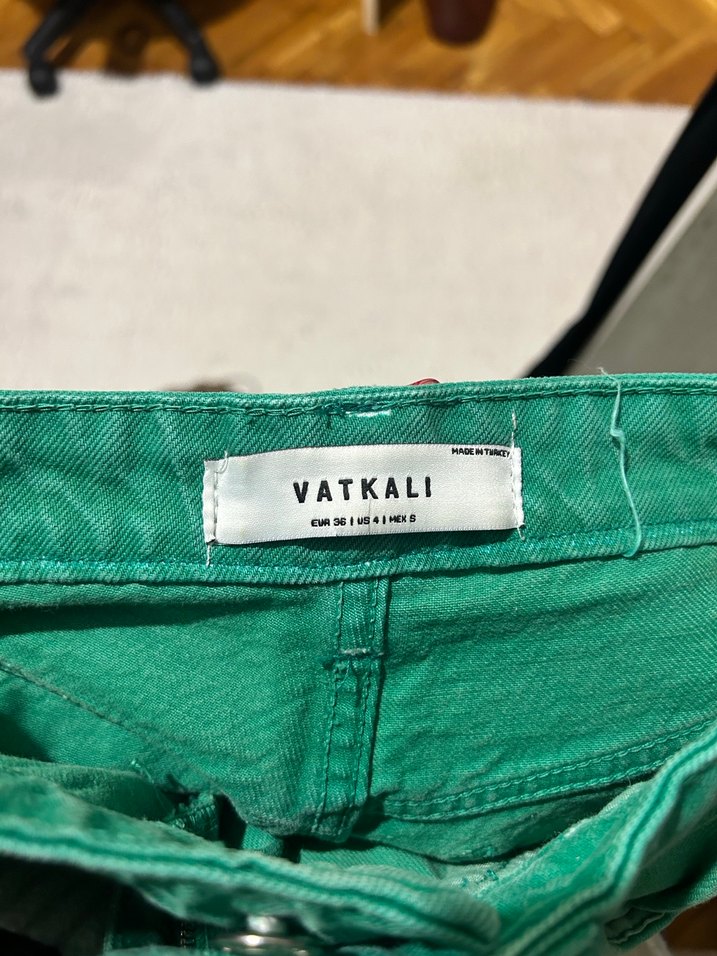 MADE IN TURKEY
VATKALI
EUR 36 | US 4 | MEX S